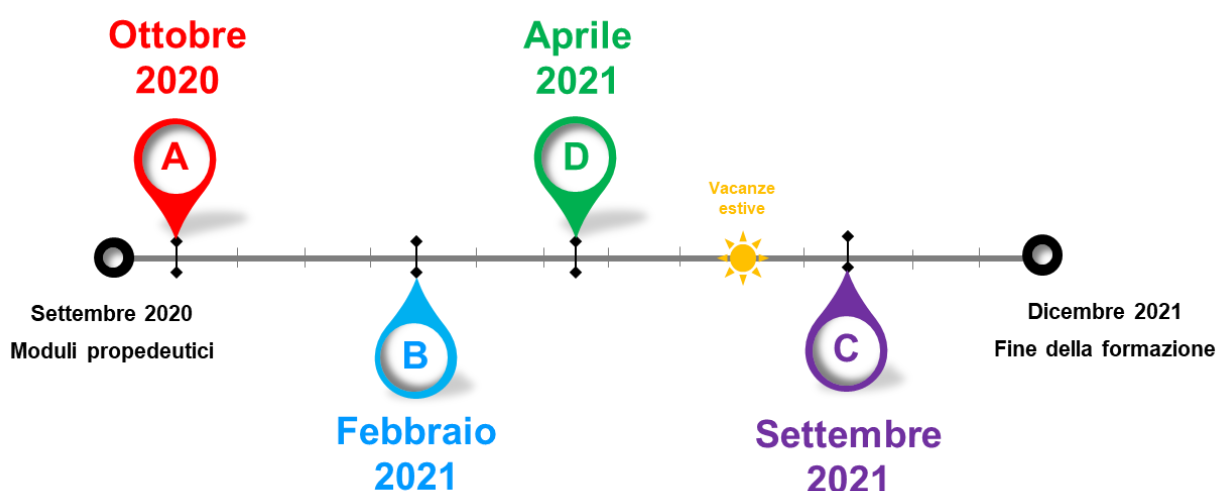 Ottobre
2020
Aprile
2021
A
D
Vacanze
estive
Settembre 2020
Moduli propedeutici
B
C
Dicembre 2021
Fine della formazione
Febbraio
2021
Settembre
2021